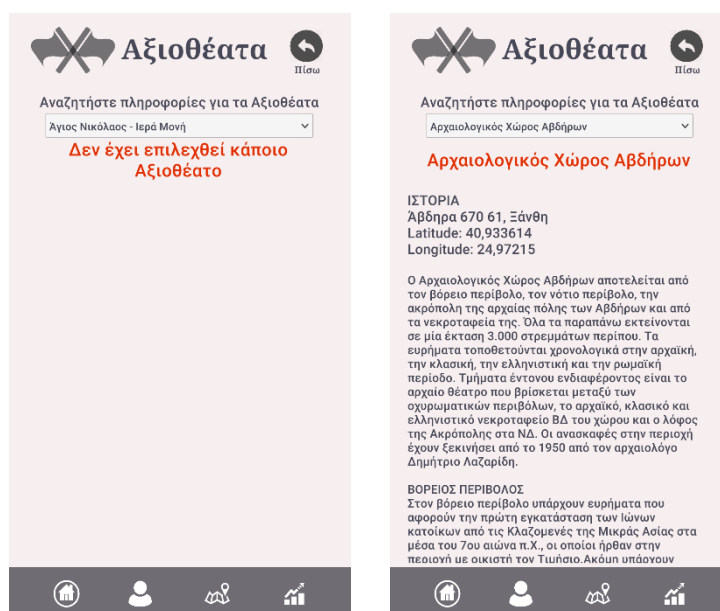 Αξιοθέατα
Πίσω
Αναζητήστε πληροφορίες για τα Αξιοθέατα
Άγιος Νικόλαος - Ιερά Μονή
Δεν έχει επιλεχθεί κάποιο
Αξιοθέατο
Αξιοθέατα
Πίσω
Αναζητήστε πληροφορίες για τα Αξιοθέατα
Αρχαιολογικός Χώρος Αβδήρων
Αρχαιολογικός Χώρος Αβδήρων
ΙΣΤΟΡΙΑ
Άβδηρα 670 61, Ξάνθη
Latitude: 40,933614
Longitude: 24,97215
Ο Αρχαιολογικός Χώρος Αβδήρων αποτελείται από
τον βόρειο περίβολο, τον νότιο περίβολο, την
ακρόπολη της αρχαίας πόλης των Αβδήρων και από
τα νεκροταφεία της. Όλα τα παραπάνω εκτείνονται
σε μία έκταση 3.000 στρεμμάτων περίπου. Τα
ευρήματα τοποθετούνται χρονολογικά στην αρχαϊκή,
την κλασική, την ελληνιστική και την ρωμαϊκή
περίοδο. Τμήματα έντονου ενδιαφέροντος είναι το
αρχαίο θέατρο που βρίσκεται μεταξύ των
οχυρωματικών περιβόλων, το αρχαϊκό, κλασικό και
ελληνιστικό νεκροταφείο ΒΔ του χώρου και ο λόφος
της Ακρόπολης στα ΝΔ. Οι ανασκαφές στην περιοχή
έχουν ξεκινήσει από το 1950 από τον αρχαιολόγο
Δημήτριο Λαζαρίδη.
ΒΟΡΕΙΟΣ ΠΕΡΙΒΟΛΟΣ
Στον βόρειο περίβολο υπάρχουν ευρήματα που
αφορούν την πρώτη εγκατάσταση των Ιώνων
κατοίκων από τις Κλαζομενές της Μικράς Ασίας στα
μέσα του 7ου αιώνα π.Χ., οι οποίοι ήρθαν στην
περιοχή με οικιστή τον Τιμήσιο.Ακόμη υπάρχουν